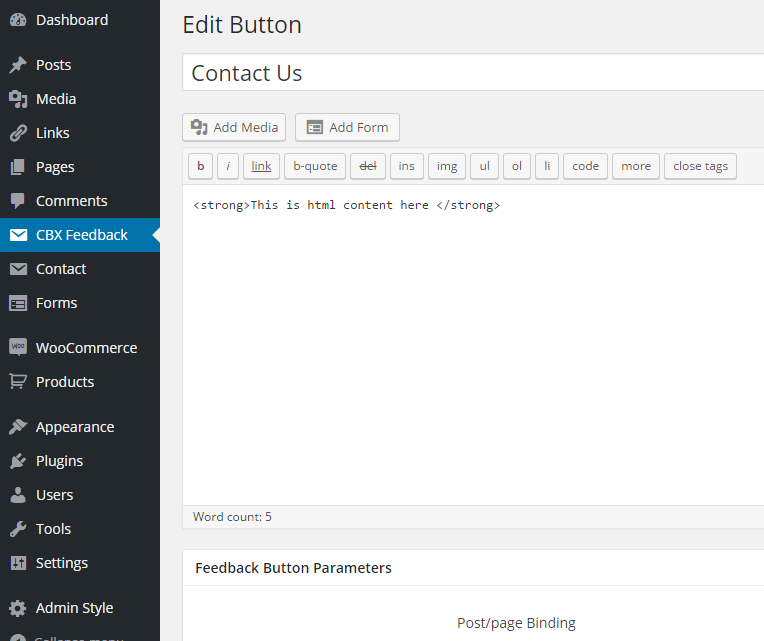 Dashboard
Posts
Media
Links
Pages
Comments
CBX Feedback
Contact
Forms
WooCommerce
Products
Appearance
Plugins
Users
Tools
Settings
Admin Style
Collapse menu
Edit Button
Contact Us
Add Media Add Form
b i link b-quote del ins img ul ol li code more close tags
<strong>This is html content here </strong>
Word count: 5
Feedback Button Parameters
Post/page Binding